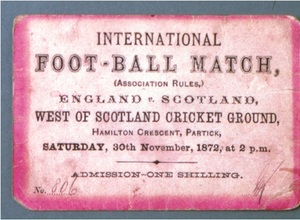 INTERNATIONAL
FOOT-BALL MATCH,
(ASSOCIATION RULES,)
ENGLAND v. SCOTLAND,
WEST OF SCOTLAND CRICKET GROUND,
HAMILTON CRESCENT, PARTICK,
SATURDAY, 30th November, 1872, at 2 p.m.
ADMISSION-ONE SHILLING.
No. 806